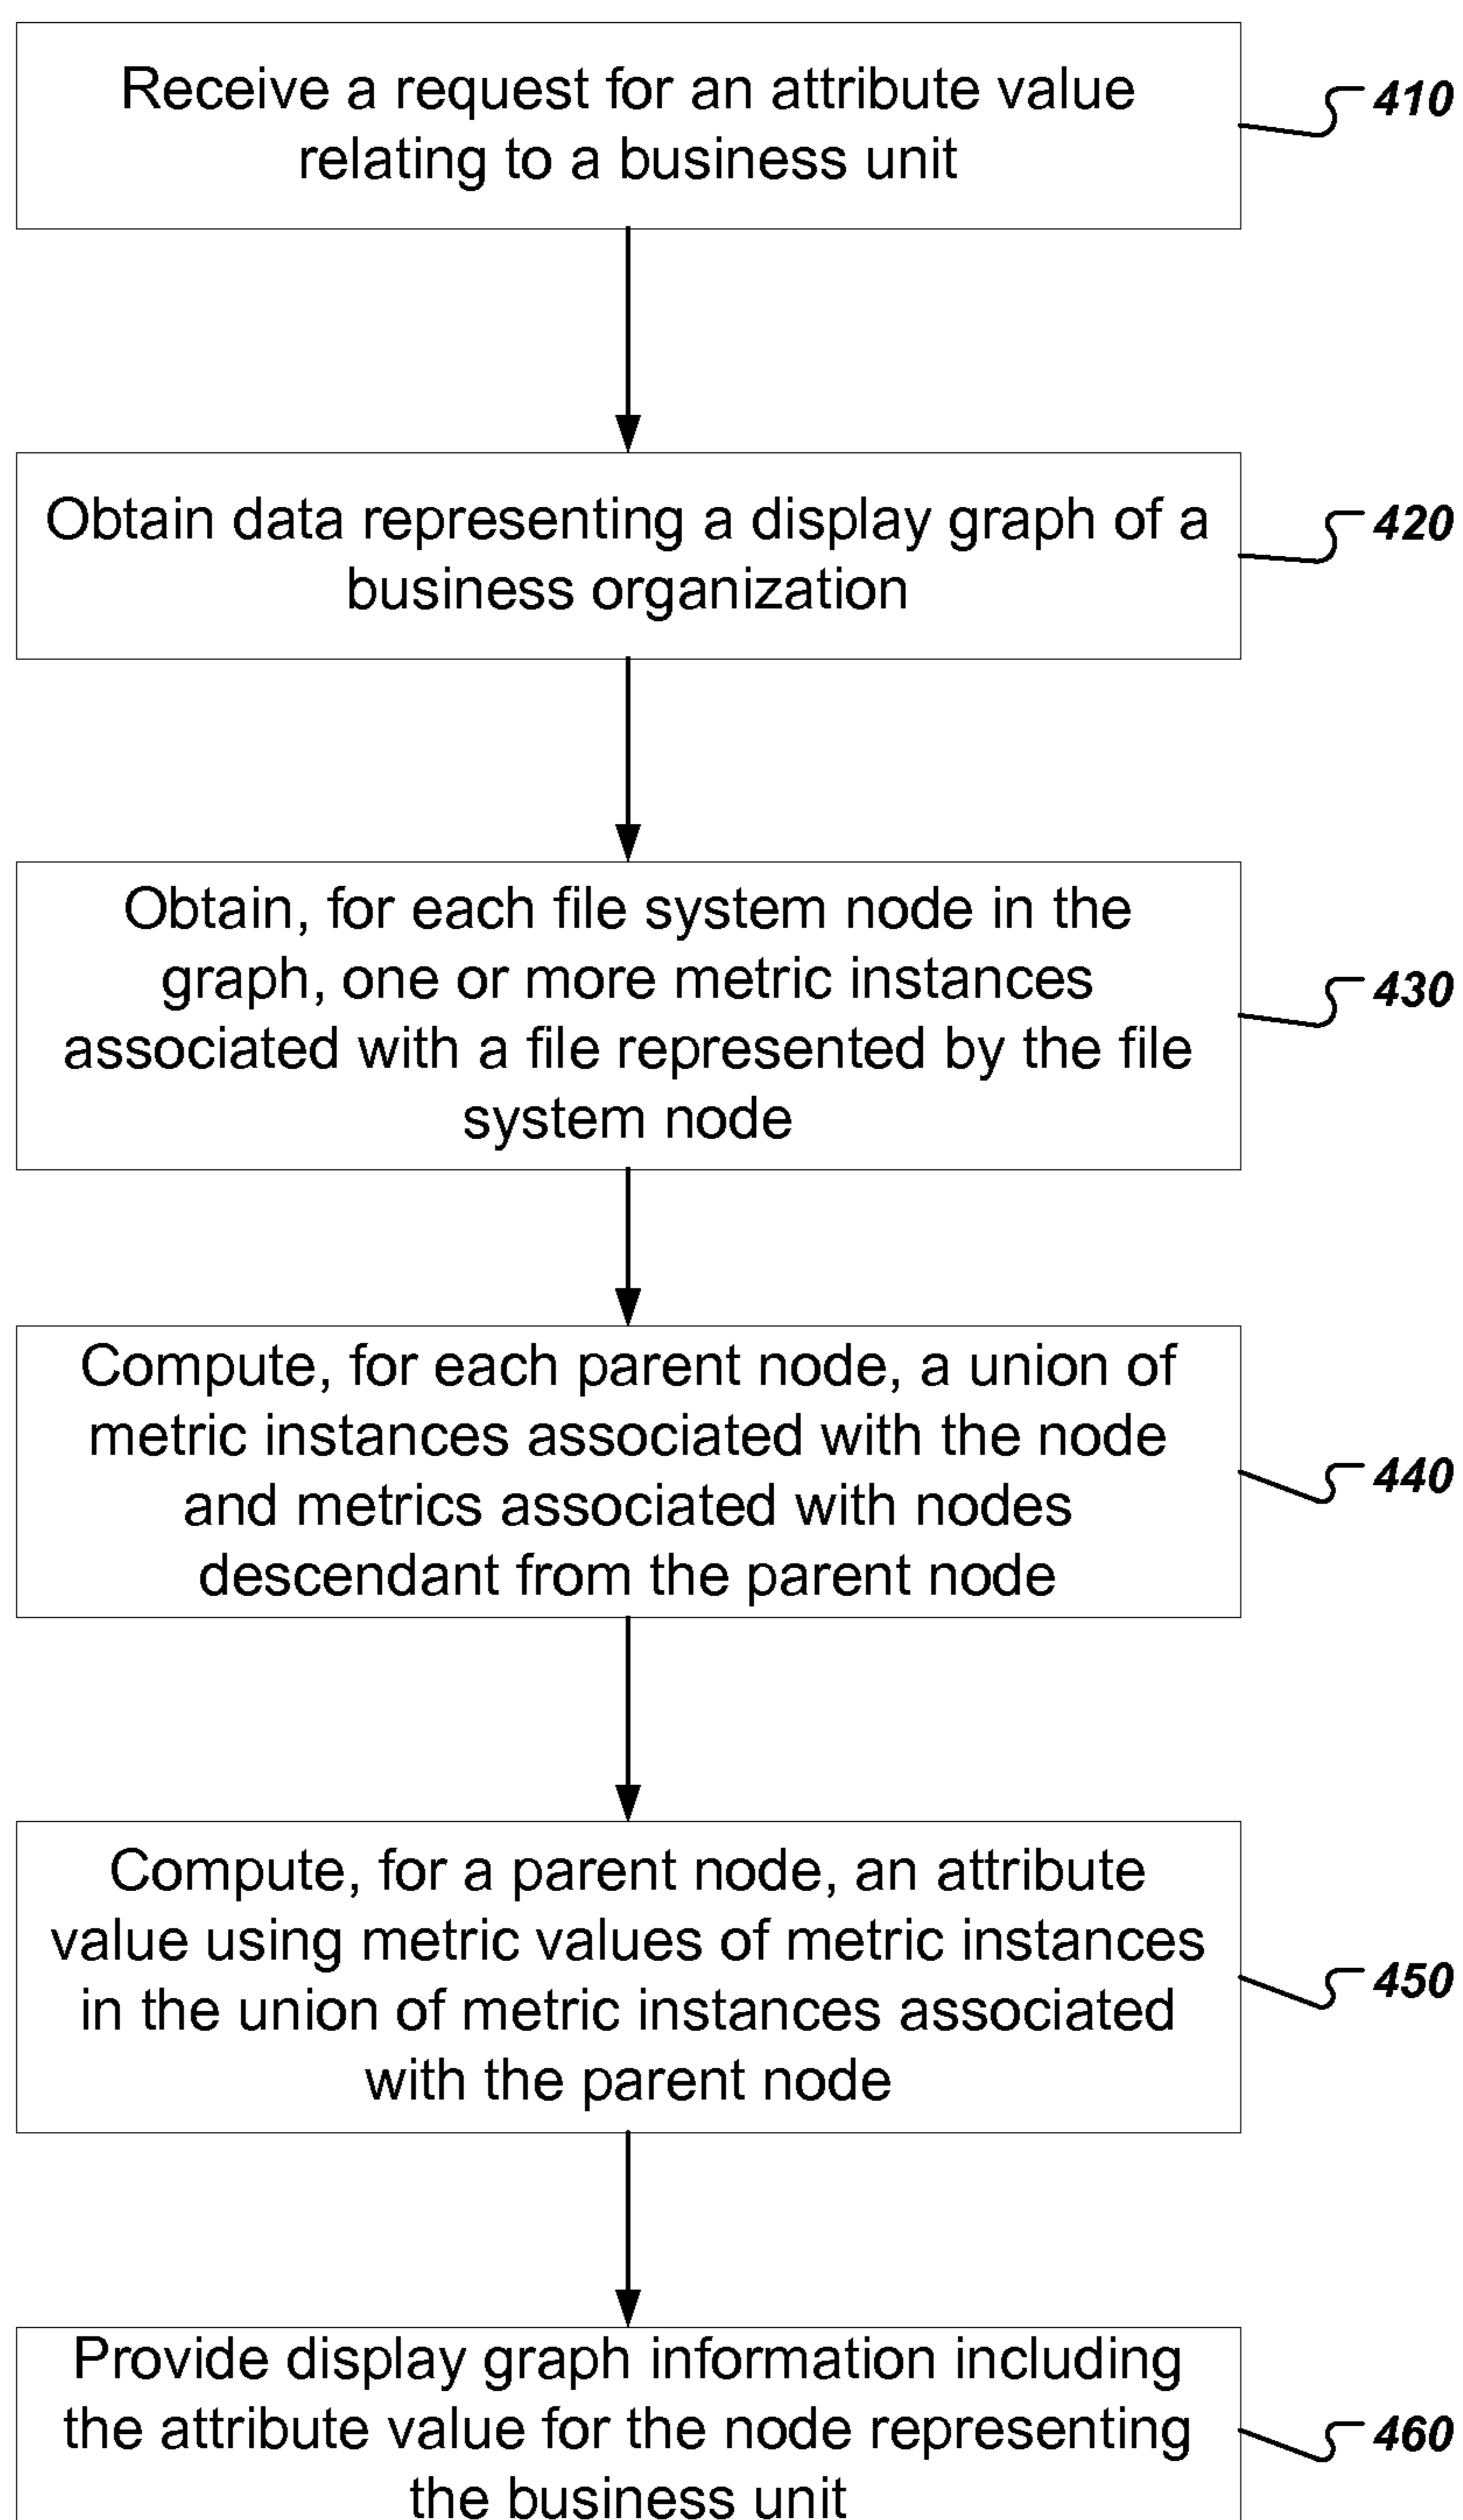 Receive a request for an attribute value
relating to a business unit
410
Obtain data representing a display graph of a
business organization
420
Obtain, for each file system node in the
graph, one or more metric instances
associated with a file represented by the file
system node
430
Compute, for each parent node, a union of
metric instances associated with the node
and metrics associated with nodes
descendant from the parent node
440
Compute, for a parent node, an attribute
value using metric values of metric instances
in the union of metric instances associated
with the parent node
450
Provide display graph information including
the attribute value for the node representing
the business unit
460